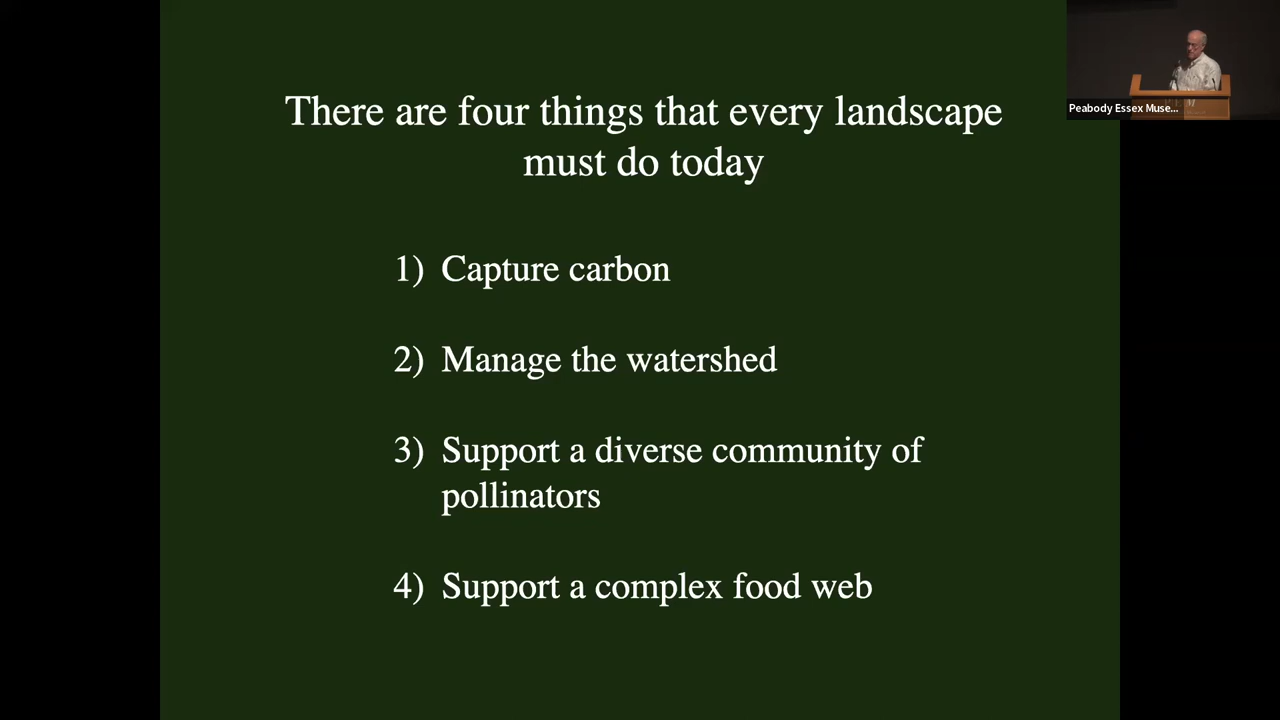 There are four things that every landscape
must do today
1) Capture carbon
2) Manage the watershed
3) Support a diverse community of
pollinators
4) Support a complex food web
Peabody Essex Muse...